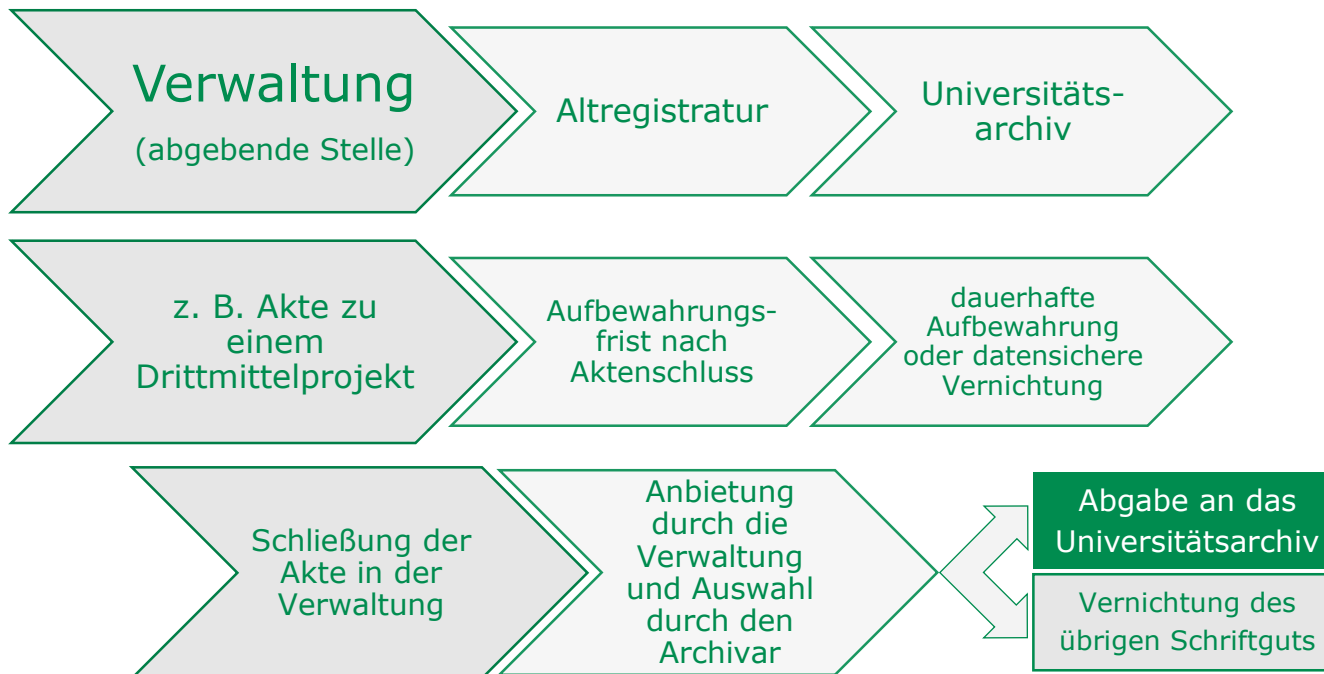 Verwaltung
(abgebende Stelle)
Altregistratur
Universitäts-
archiv
z. B. Akte zu
einem
Drittmittelprojekt
Aufbewahrungs-
frist nach
Aktenschluss
dauerhafte
Aufbewahrung
oder datensichere
Vernichtung
Schließung der
Akte in der
Verwaltung
Anbietung
durch die
Verwaltung
und Auswahl
durch den
Archivar
Abgabe an das
Universitätsarchiv
Vernichtung des
übrigen Schriftguts